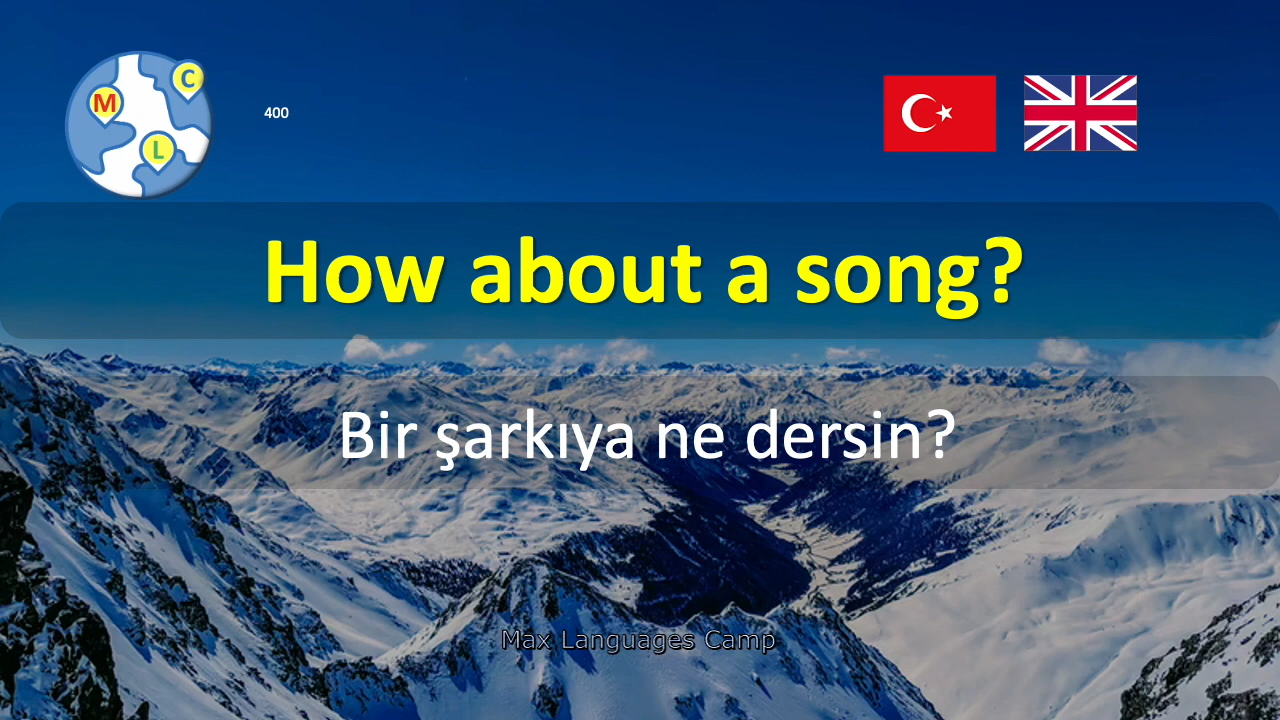 M
C
L
400
How about a song?
Bir şarkıya ne dersin?
Max Languages Camp